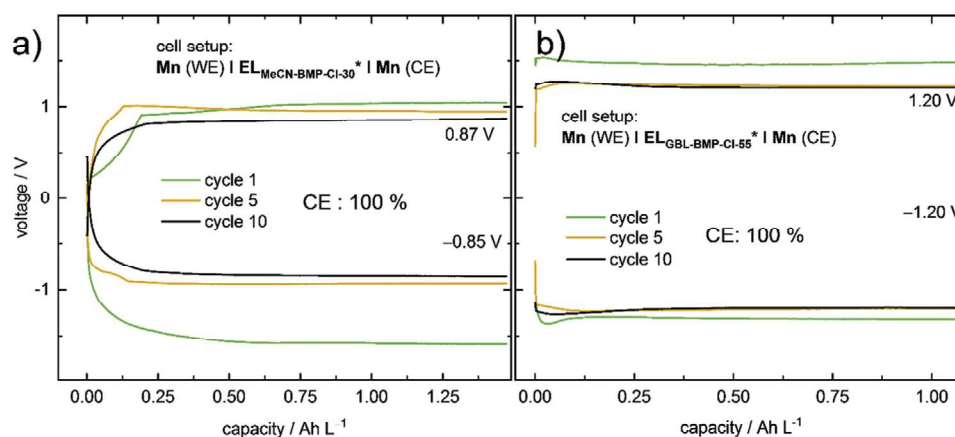 a)
cell setup:
Mn (WE) I EL_MeCN-BMP-Cl-30* I Mn (CE)
voltage / V
1
0
-1
0.87 V
cycle 1
cycle 5
cycle 10
CE : 100 %
–0.85 V
0.00 0.25 0.50 0.75 1.00 1.25
capacity / Ah L⁻¹
b)
1.20 V
cell setup:
Mn (WE) I EL_GBL-BMP-Cl-55* I Mn (CE)
–1.20 V
cycle 1
cycle 5
cycle 10
CE: 100 %
0.00 0.25 0.50 0.75 1.00
capacity / Ah L⁻¹